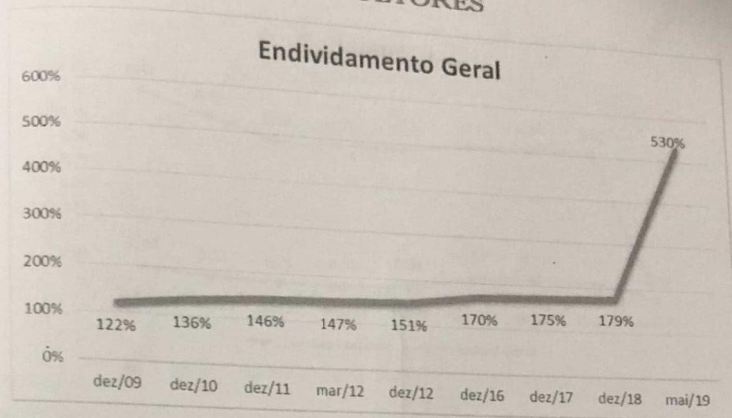 Endividamento Geral
600%
500%
530%
400%
300%
200%
100%
122% 136% 146% 147% 151% 170% 175% 179%
0%
dez/09 dez/10 dez/11 mar/12 dez/12 dez/16 dez/17 dez/18 mai/19